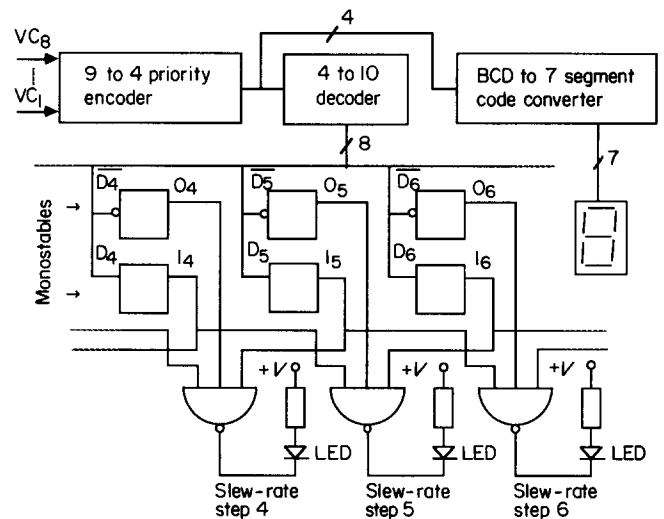 4
VC8
VC1
9 to 4 priority
encoder
4 to 10
decoder
BCD to 7 segment
code converter
8
7
D4
O4
D5
O5
D6
O6
Monostables
D4
I4
D5
I5
D6
I6
+V
+V
+V
LED
LED
LED
Slew-rate
step 4
Slew-rate
step 5
Slew-rate
step 6